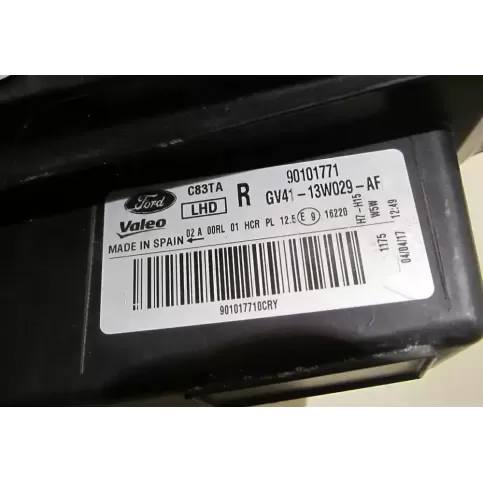 Ford
C83TA
LHD
R
90101771
GV41-13W029-AF
Valeo
MADE IN SPAIN
02 A 00RL 01 HCR PL 12.5 E 9 16220
H7-H15
W5W
12:49
1175
04/04/17
901017710CRY